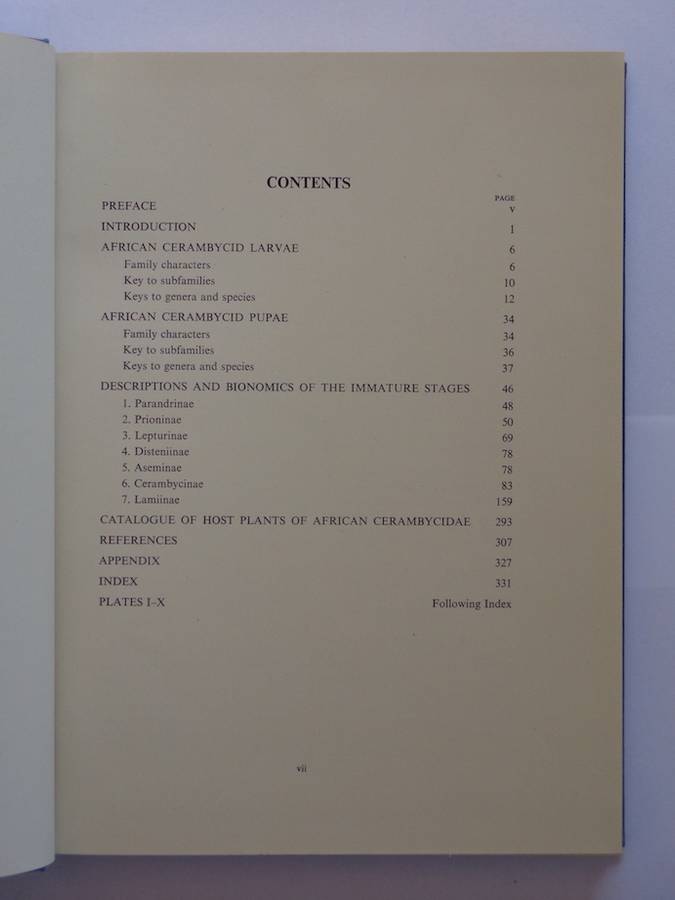 CONTENTS
PAGE
PREFACE v
INTRODUCTION 1
AFRICAN CERAMBYCID LARVAE 6
Family characters 6
Key to subfamilies 10
Keys to genera and species 12
AFRICAN CERAMBYCID PUPAE 34
Family characters 34
Key to subfamilies 36
Keys to genera and species 37
DESCRIPTIONS AND BIONOMICS OF THE IMMATURE STAGES 46
1. Parandrinae 48
2. Prioninae 50
3. Lepturinae 69
4. Disteniinae 78
5. Aseminae 78
6. Cerambycinae 83
7. Lamiinae 159
CATALOGUE OF HOST PLANTS OF AFRICAN CERAMBYCIDAE 293
REFERENCES 307
APPENDIX 327
INDEX 331
PLATES I–X Following Index
vii